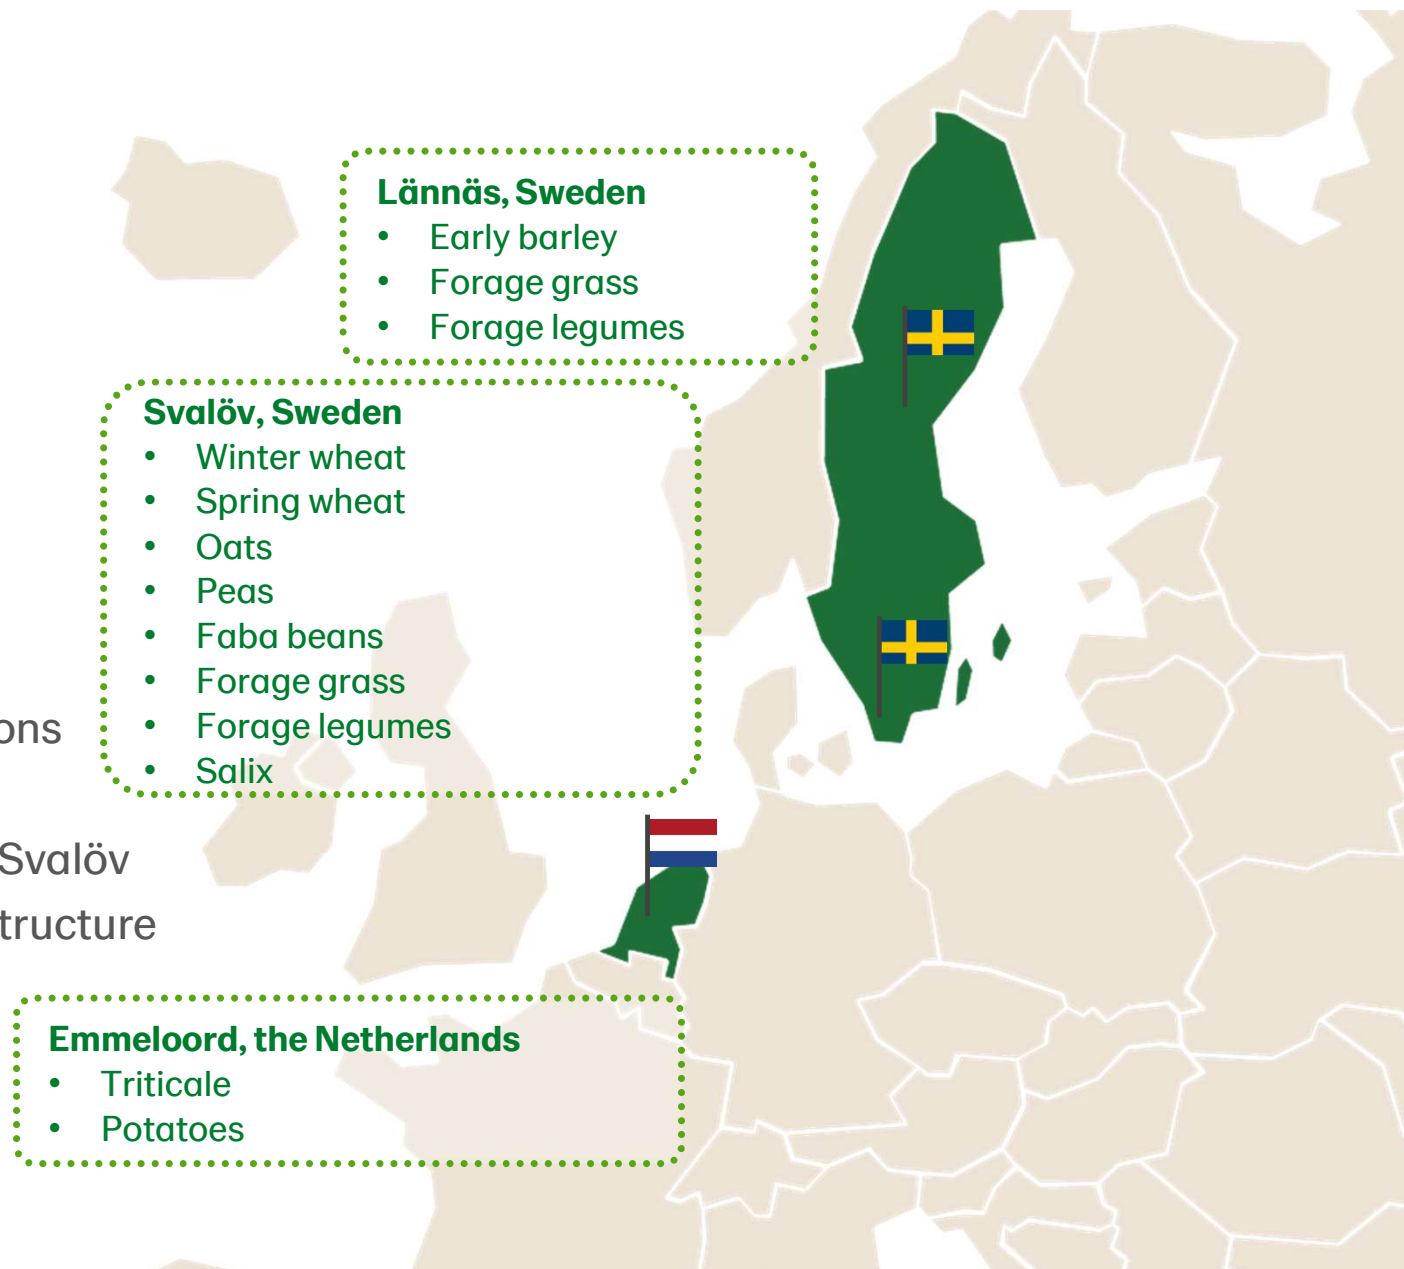 Lännäs, Sweden
• Early barley
• Forage grass
• Forage legumes
Svalöv, Sweden
• Winter wheat
• Spring wheat
• Oats
• Peas
• Faba beans
• Forage grass
• Forage legumes
• Salix
ons
Svalöv
tructure
Emmeloord, the Netherlands
• Triticale
• Potatoes